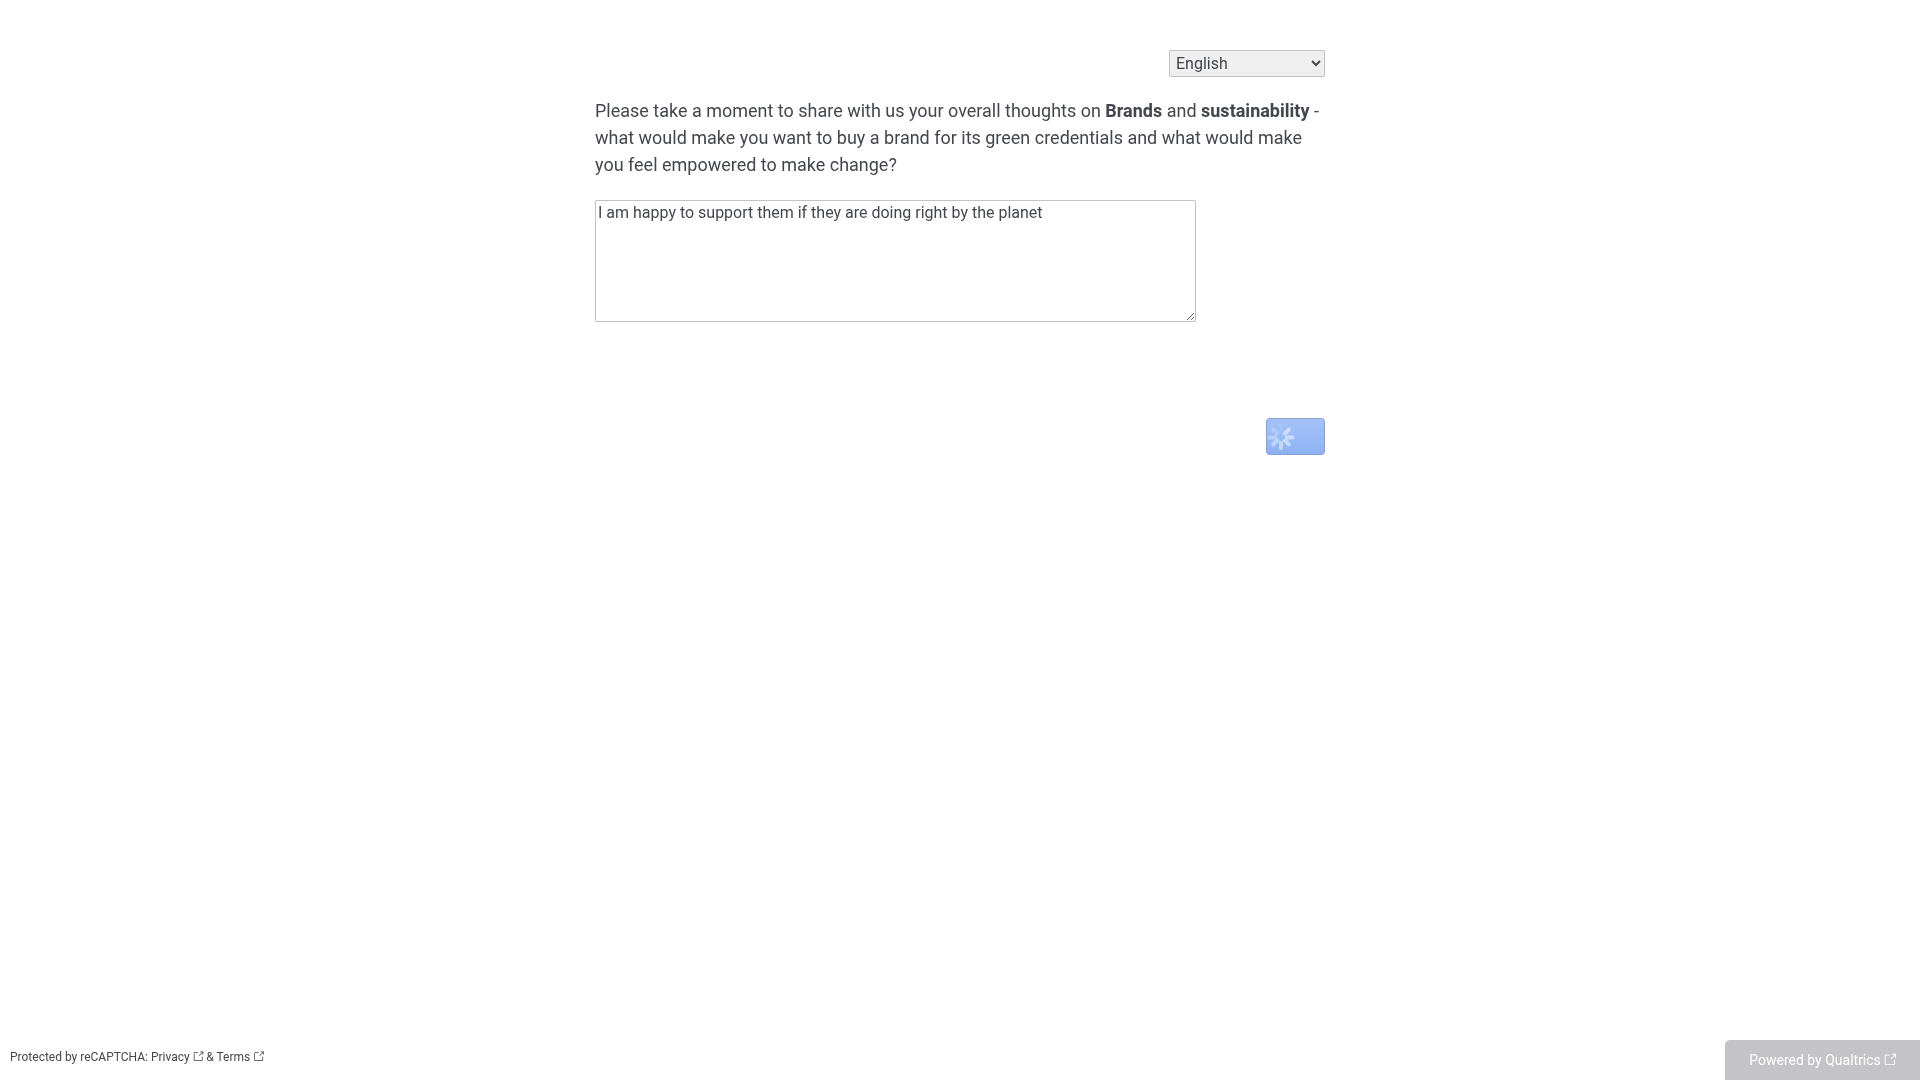 English
Please take a moment to share with us your overall thoughts on Brands and sustainability -
what would make you want to buy a brand for its green credentials and what would make
you feel empowered to make change?
I am happy to support them if they are doing right by the planet
Protected by reCAPTCHA: Privacy & Terms
Powered by Qualtrics